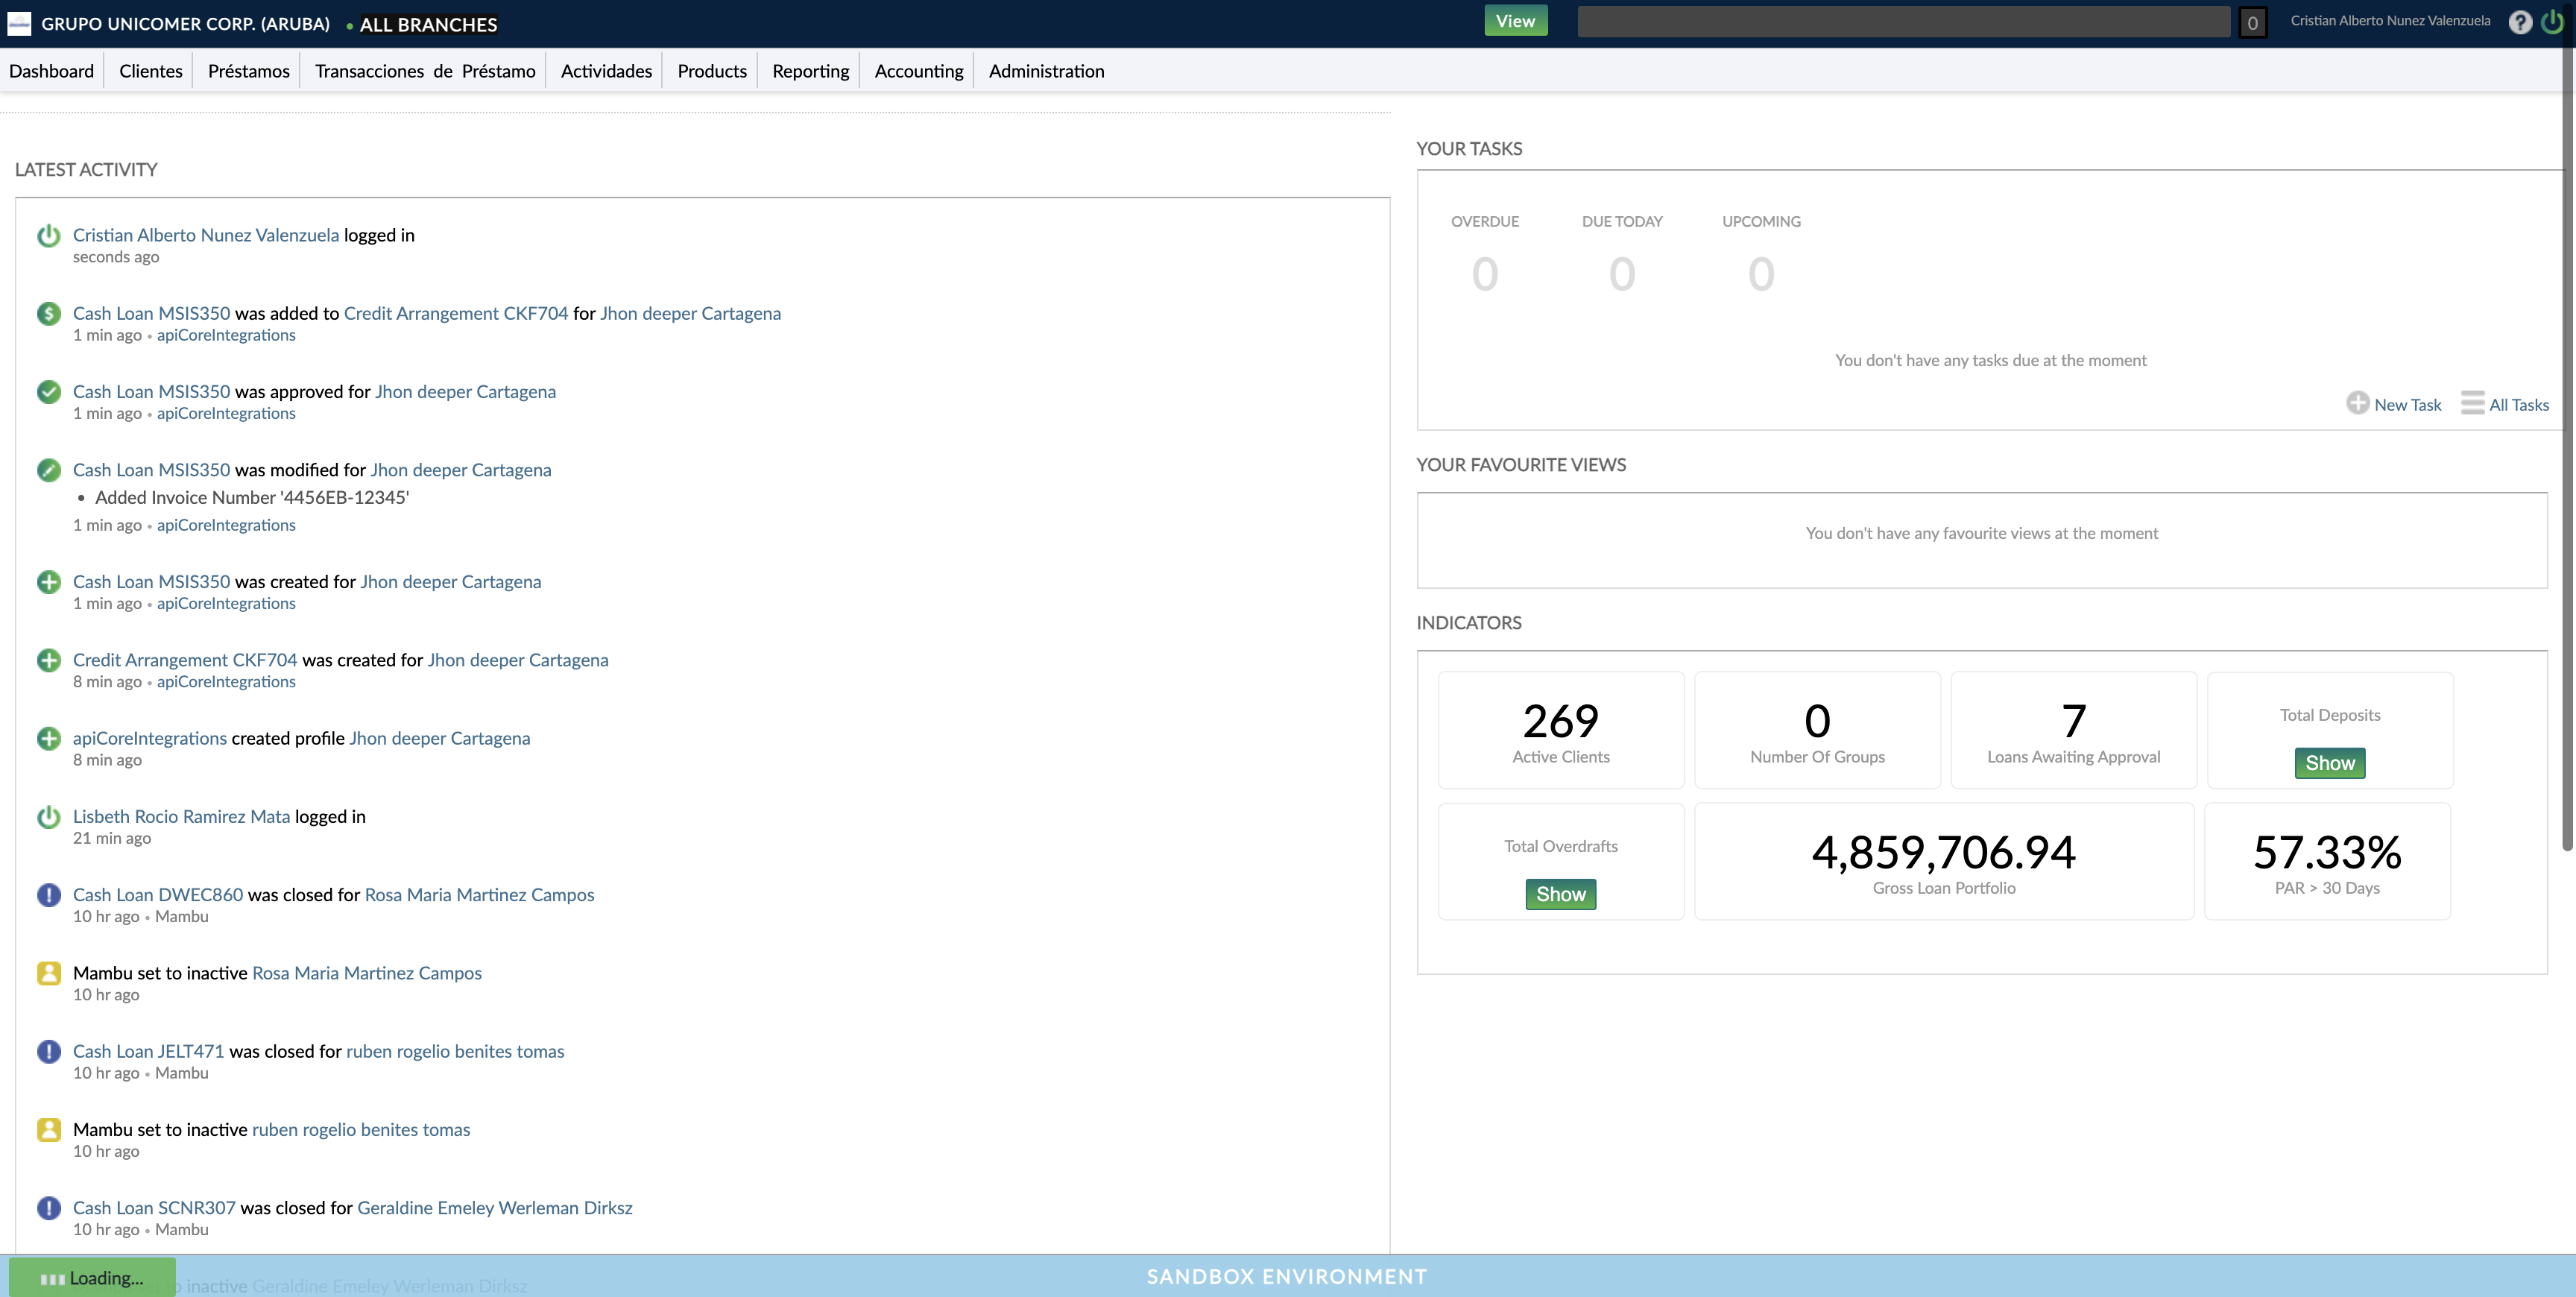 GRUPO UNICOMER CORP. (ARUBA) • ALL BRANCHES
View
0
Cristian Alberto Nunez Valenzuela
?
Dashboard
Clientes
Préstamos
Transacciones de Préstamo
Actividades
Products
Reporting
Accounting
Administration
LATEST ACTIVITY
Cristian Alberto Nunez Valenzuela logged in
seconds ago
Cash Loan MSIS350 was added to Credit Arrangement CKF704 for Jhon deeper Cartagena
1 min ago • apiCoreIntegrations
Cash Loan MSIS350 was approved for Jhon deeper Cartagena
1 min ago • apiCoreIntegrations
Cash Loan MSIS350 was modified for Jhon deeper Cartagena
• Added Invoice Number '4456EB-12345'
1 min ago • apiCoreIntegrations
Cash Loan MSIS350 was created for Jhon deeper Cartagena
1 min ago • apiCoreIntegrations
Credit Arrangement CKF704 was created for Jhon deeper Cartagena
8 min ago • apiCoreIntegrations
apiCoreIntegrations created profile Jhon deeper Cartagena
8 min ago
Lisbeth Rocio Ramirez Mata logged in
21 min ago
Cash Loan DWEC860 was closed for Rosa Maria Martinez Campos
10 hr ago • Mambu
Mambu set to inactive Rosa Maria Martinez Campos
10 hr ago
Cash Loan JELT471 was closed for ruben rogelio benites tomas
10 hr ago • Mambu
Mambu set to inactive ruben rogelio benites tomas
10 hr ago
Cash Loan SCNR307 was closed for Geraldine Emeley Werleman Dirksz
10 hr ago • Mambu
to inactive Geraldine Emeley Werleman Dirksz
Loading...
YOUR TASKS
OVERDUE
DUE TODAY
UPCOMING
0
0
0
You don't have any tasks due at the moment
New Task
All Tasks
YOUR FAVOURITE VIEWS
You don't have any favourite views at the moment
INDICATORS
269
Active Clients
0
Number Of Groups
7
Loans Awaiting Approval
Total Deposits
Show
Total Overdrafts
Show
4,859,706.94
Gross Loan Portfolio
57.33%
PAR > 30 Days
SANDBOX ENVIRONMENT